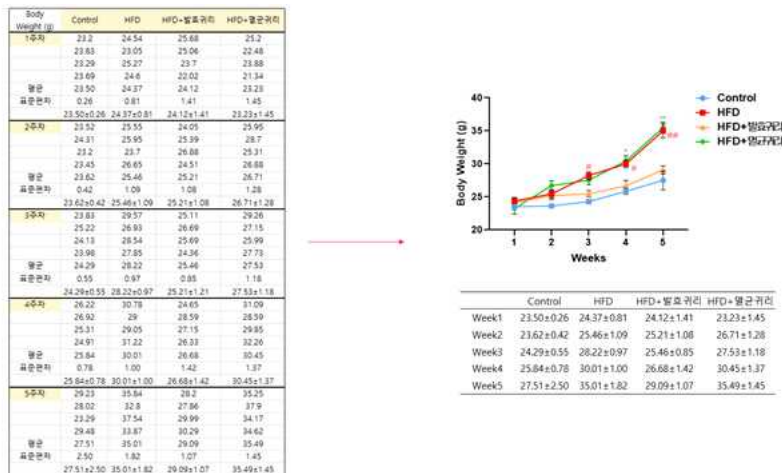 Body Weight (g) Control HFD HFD+발효귀리 HFD+멸균귀리
1주차 23.2 24.54 25.68 25.2
23.83 23.05 25.06 22.48
23.29 25.27 23.7 23.88
23.69 24.6 22.02 21.34
평균 23.50 24.37 24.12 23.23
표준편차 0.26 0.81 1.41 1.45
23.50±0.26 24.37±0.81 24.12±1.41 23.23±1.45
2주차 23.52 25.55 24.05 25.95
24.31 25.95 25.39 28.7
23.2 23.7 26.88 25.31
23.45 26.65 24.51 26.88
평균 23.62 25.46 25.21 26.71
표준편차 0.42 1.09 1.08 1.28
23.62±0.42 25.46±1.09 25.21±1.08 26.71±1.28
3주차 23.83 29.57 25.11 29.26
25.22 26.93 26.69 27.15
24.13 28.54 25.69 25.99
23.98 27.85 24.36 27.73
평균 24.29 28.22 25.46 27.53
표준편차 0.55 0.97 0.85 1.18
24.29±0.55 28.22±0.97 25.21±1.21 27.53±1.18
4주차 26.22 30.78 24.65 31.09
26.92 29 28.59 28.59
25.31 29.05 27.15 29.85
24.91 31.22 26.33 32.26
평균 25.84 30.01 26.68 30.45
표준편차 0.78 1.00 1.42 1.37
25.84±0.78 30.01±1.00 26.68±1.42 30.45±1.37
5주차 29.23 35.84 28.2 35.25
28.02 32.8 27.86 37.9
23.29 37.54 29.99 34.17
29.48 33.87 30.29 34.62
평균 27.51 35.01 29.09 35.49
표준편차 2.50 1.82 1.07 1.45
27.51±2.50 35.01±1.82 29.09±1.07 35.49±1.45
Control
HFD
HFD+발효귀리
HFD+멸균귀리
Body Weight (g)
40
35
30
25
20
1 2 3 4 5
Weeks
#
#
##
Control HFD HFD+발효귀리 HFD+멸균귀리
Week1 23.50±0.26 24.37±0.81 24.12±1.41 23.23±1.45
Week2 23.62±0.42 25.46±1.09 25.21±1.08 26.71±1.28
Week3 24.29±0.55 28.22±0.97 25.46±0.85 27.53±1.18
Week4 25.84±0.78 30.01±1.00 26.68±1.42 30.45±1.37
Week5 27.51±2.50 35.01±1.82 29.09±1.07 35.49±1.45